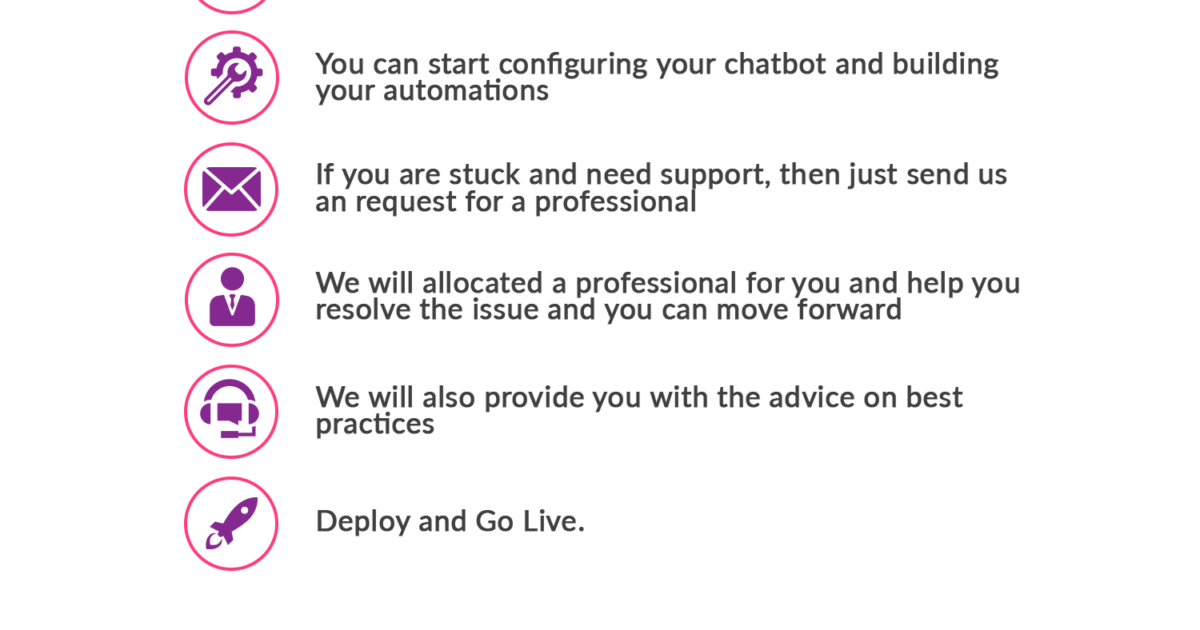 You can start configuring your chatbot and building
your automations
If you are stuck and need support, then just send us
an request for a professional
We will allocated a professional for you and help you
resolve the issue and you can move forward
We will also provide you with the advice on best
practices
Deploy and Go Live.